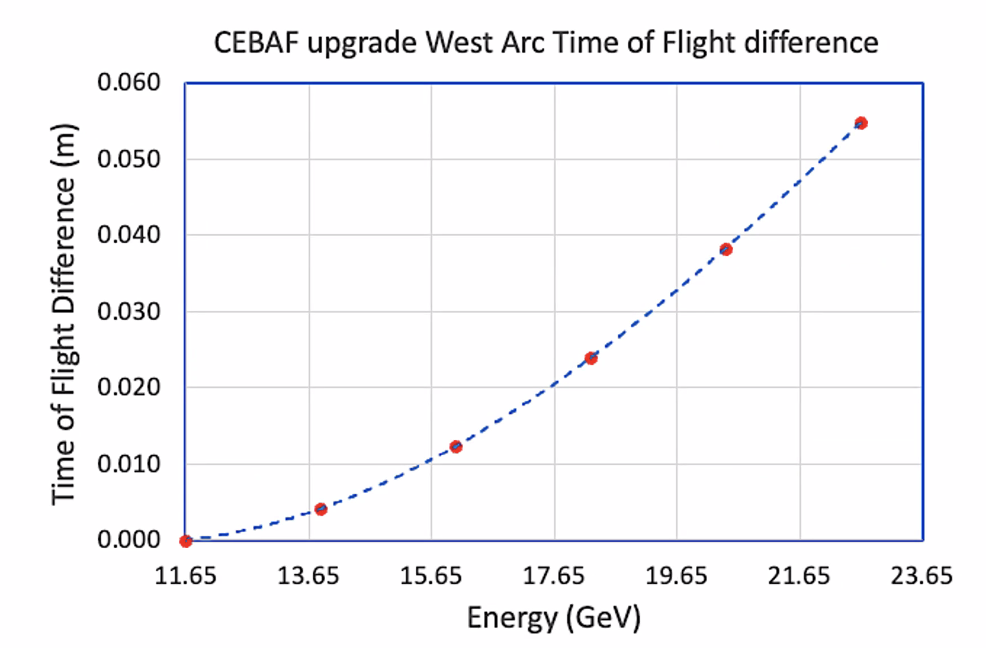 CEBAF upgrade West Arc Time of Flight difference
0.060
0.050
0.040
0.030
0.020
0.010
0.000
Time of Flight Difference (m)
11.65 13.65 15.65 17.65 19.65 21.65 23.65
Energy (GeV)